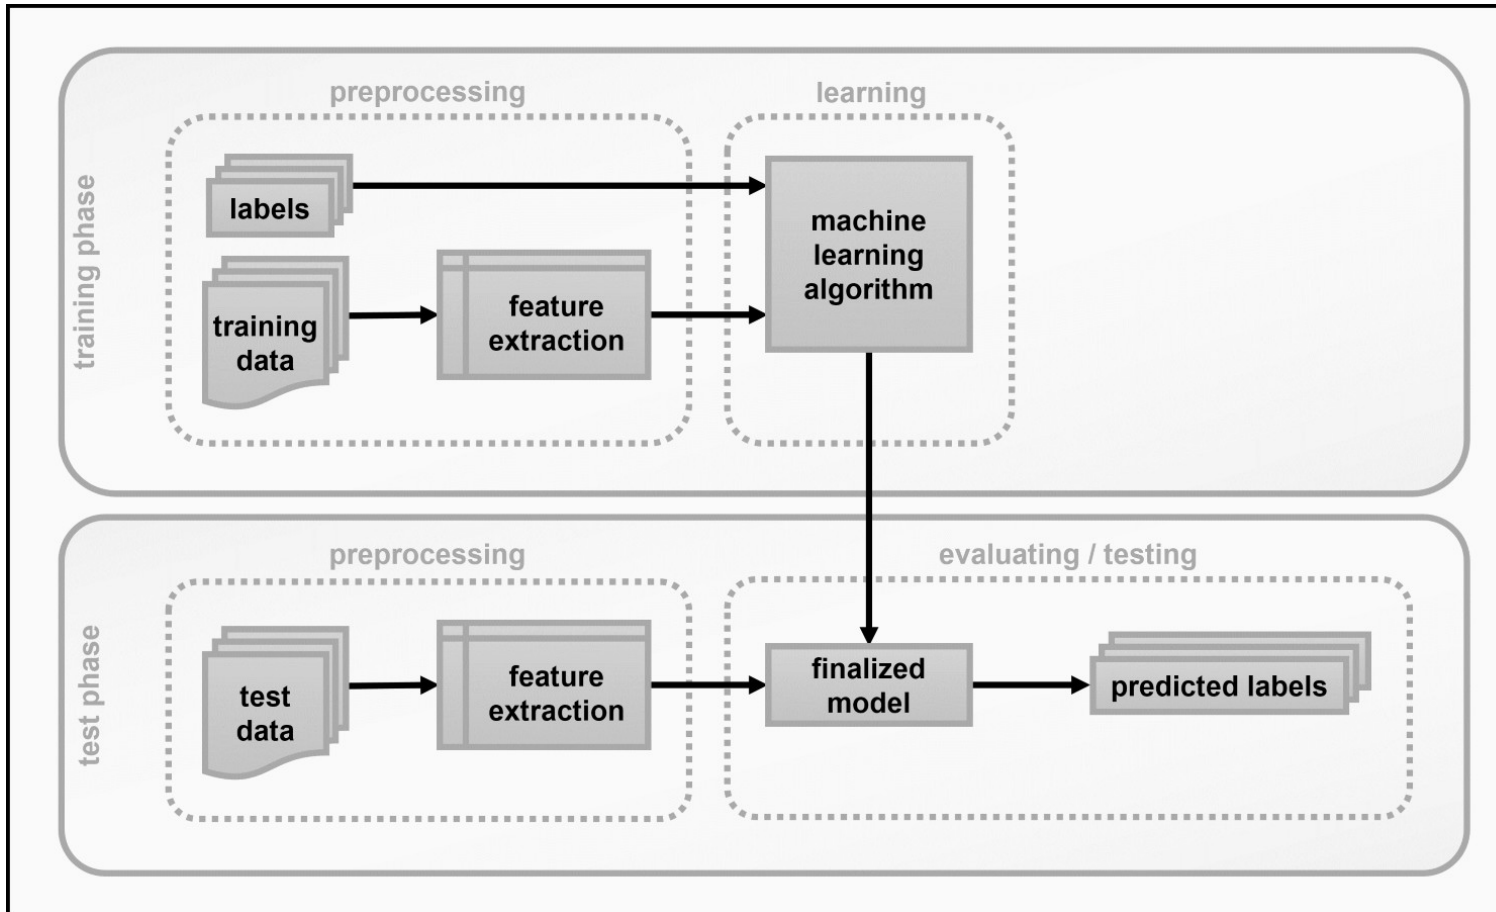 preprocessing
learning
training phase
labels
machine
learning
algorithm
training
data
feature
extraction
preprocessing
evaluating / testing
test phase
test
data
feature
extraction
finalized
model
predicted labels